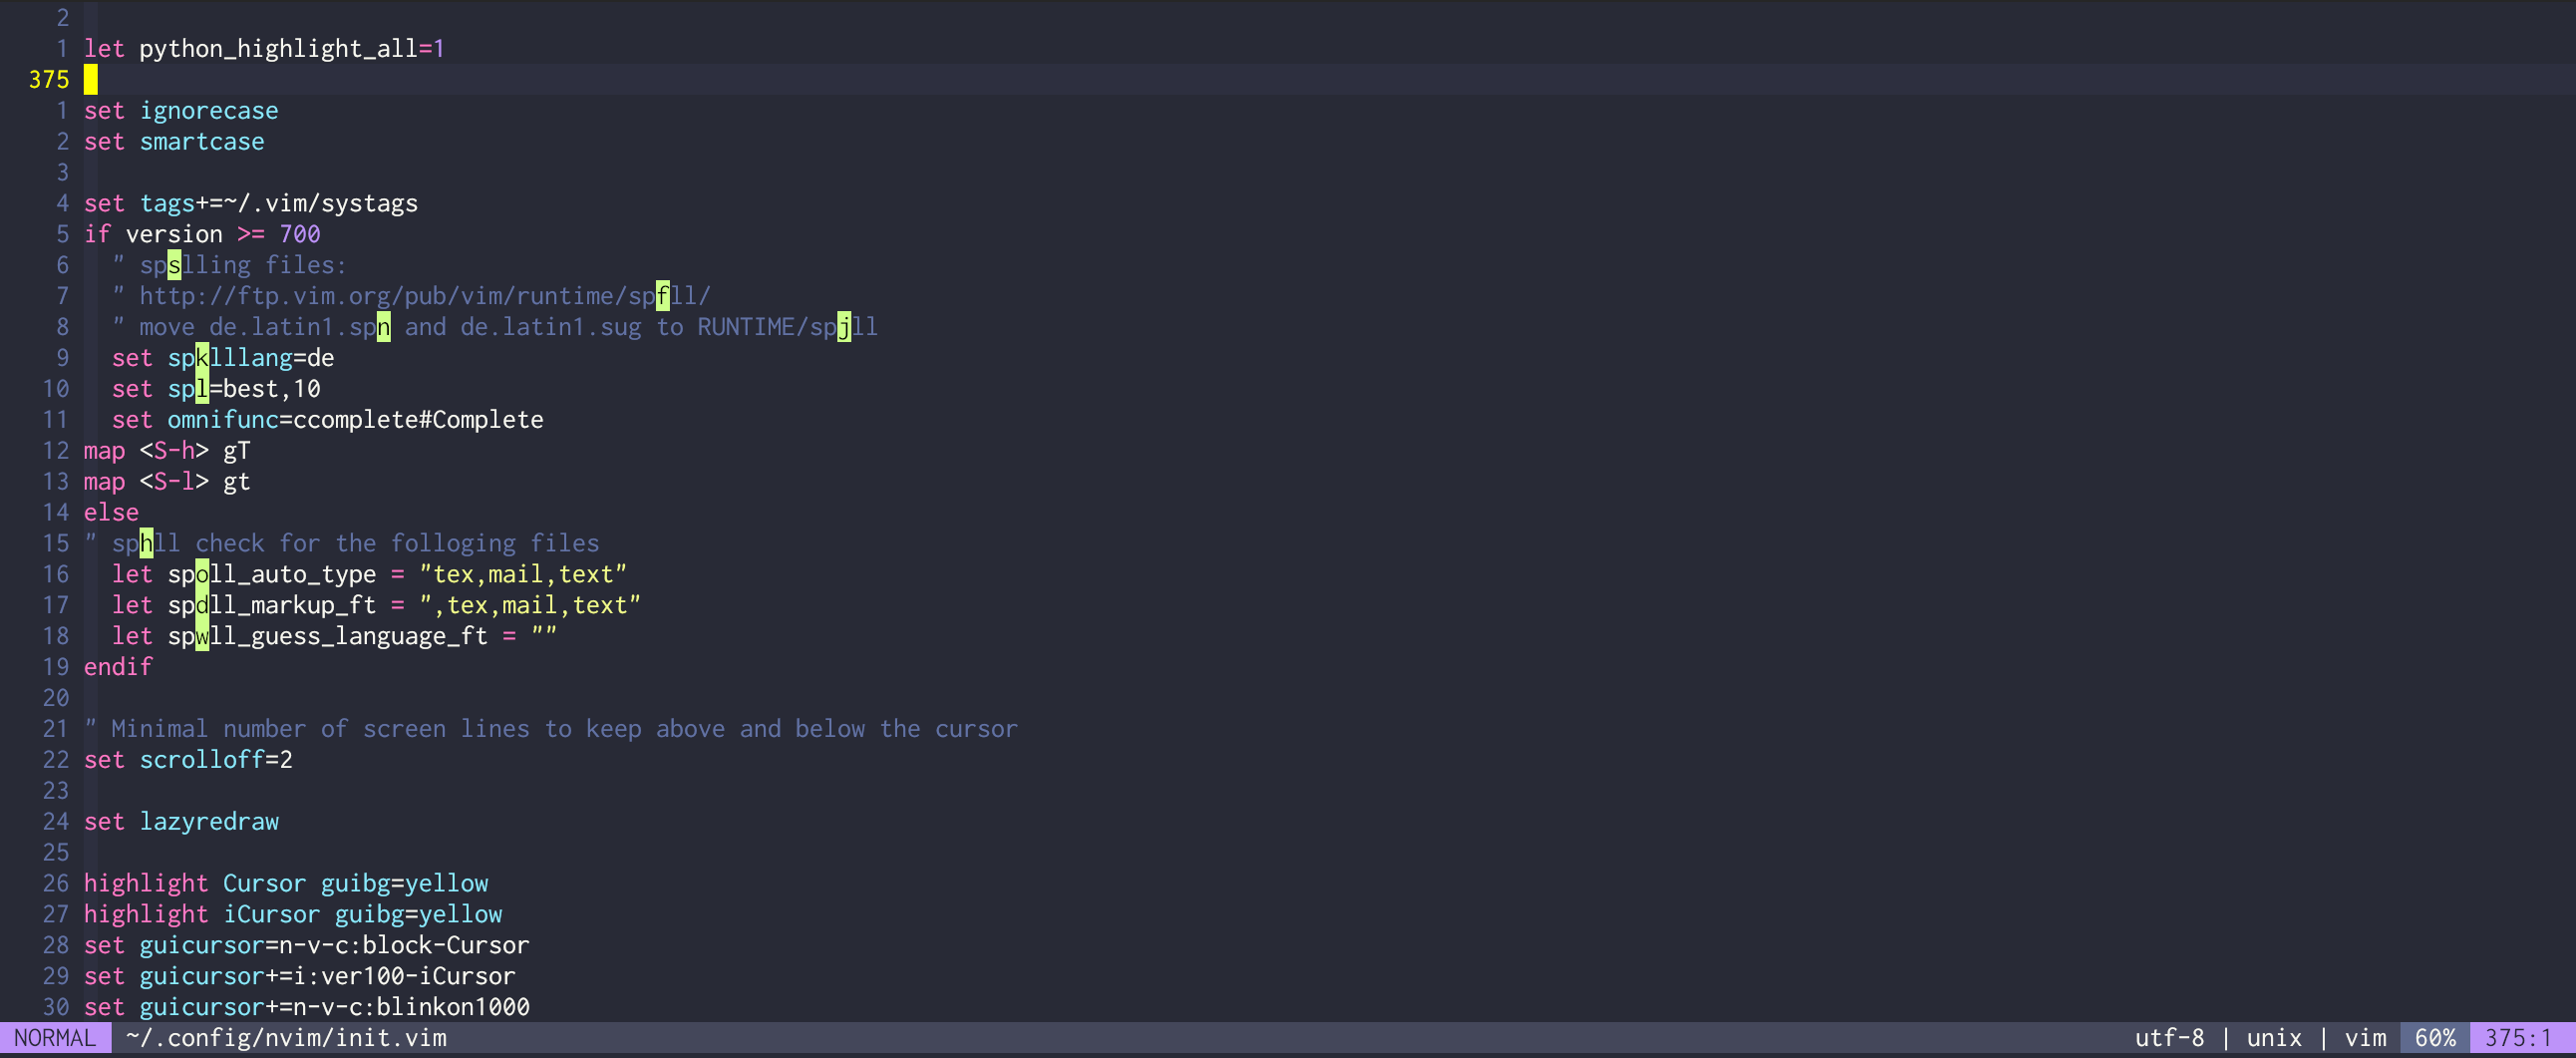 2
1 let python_highlight_all=1
375
1 set ignorecase
2 set smartcase
3
4 set tags+=~/.vim/systags
5 if version >= 700
6   " spslling files:
7   " http://ftp.vim.org/pub/vim/runtime/spfll/
8   " move de.latin1.spn and de.latin1.sug to RUNTIME/spjll
9   set spklllang=de
10   set spl=best,10
11   set omnifunc=ccomplete#Complete
12 map <S-h> gT
13 map <S-l> gt
14 else
15 " sphll check for the folloging files
16   let spoll_auto_type = "tex,mail,text"
17   let spdll_markup_ft = ",tex,mail,text"
18   let spwll_guess_language_ft = ""
19 endif
20
21 " Minimal number of screen lines to keep above and below the cursor
22 set scrolloff=2
23
24 set lazyredraw
25
26 highlight Cursor guibg=yellow
27 highlight iCursor guibg=yellow
28 set guicursor=n-v-c:block-Cursor
29 set guicursor+=i:ver100-iCursor
30 set guicursor+=n-v-c:blinkon1000
NORMAL ~/.config/nvim/init.vim utf-8 | unix | vim 60% 375:1